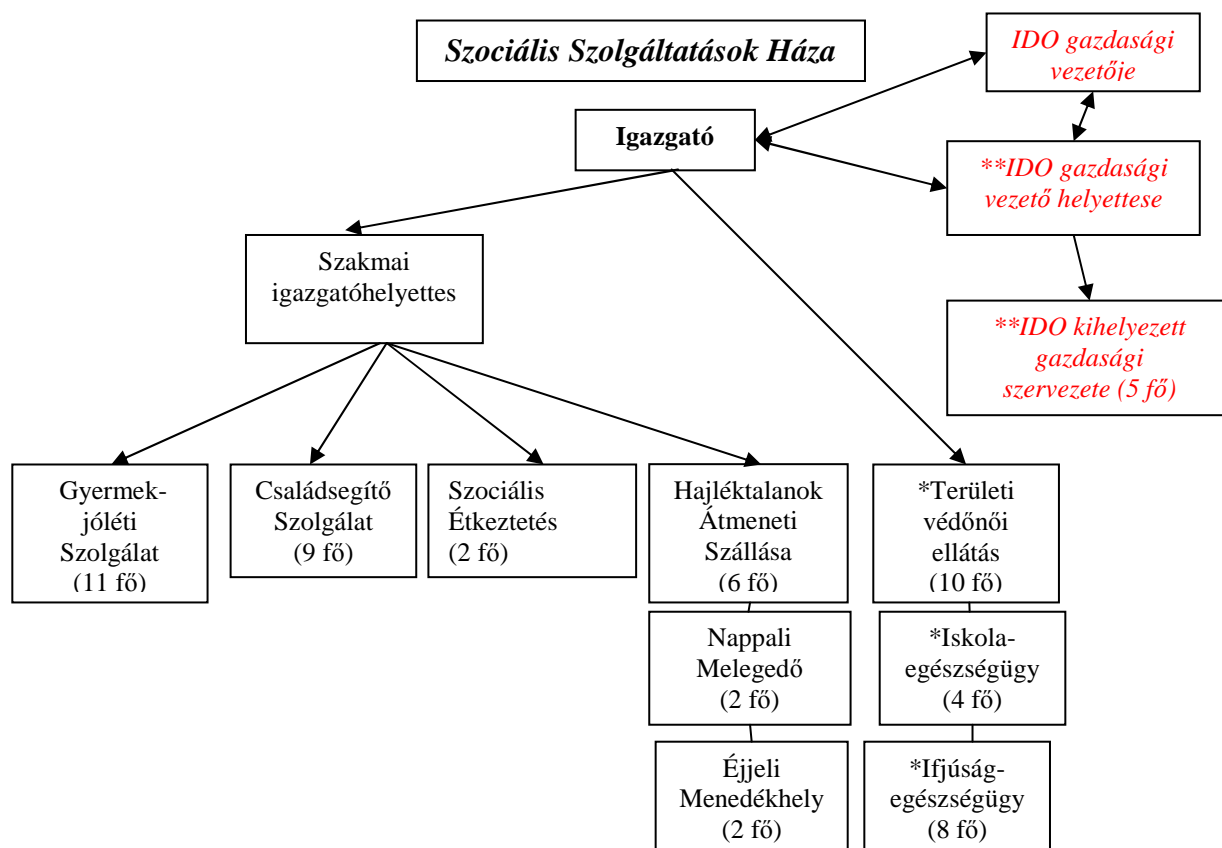 Szociális Szolgáltatások Háza
IDO gazdasági
vezetője
Igazgató
**IDO gazdasági
vezető helyettese
Szakmai
igazgatóhelyettes
**IDO kihelyezett
gazdasági
szervezete (5 fő)
Gyermek-
jóléti
Szolgálat
(11 fő)
Családsegítő
Szolgálat
(9 fő)
Szociális
Étkeztetés
(2 fő)
Hajléktalanok
Átmeneti
Szállása
(6 fő)
*Területi
védőnői
ellátás
(10 fő)
Nappali
Melegedő
(2 fő)
*Iskola-
egészségügy
(4 fő)
Éjjeli
Menedékhely
(2 fő)
*Ifjúság-
egészségügy
(8 fő)